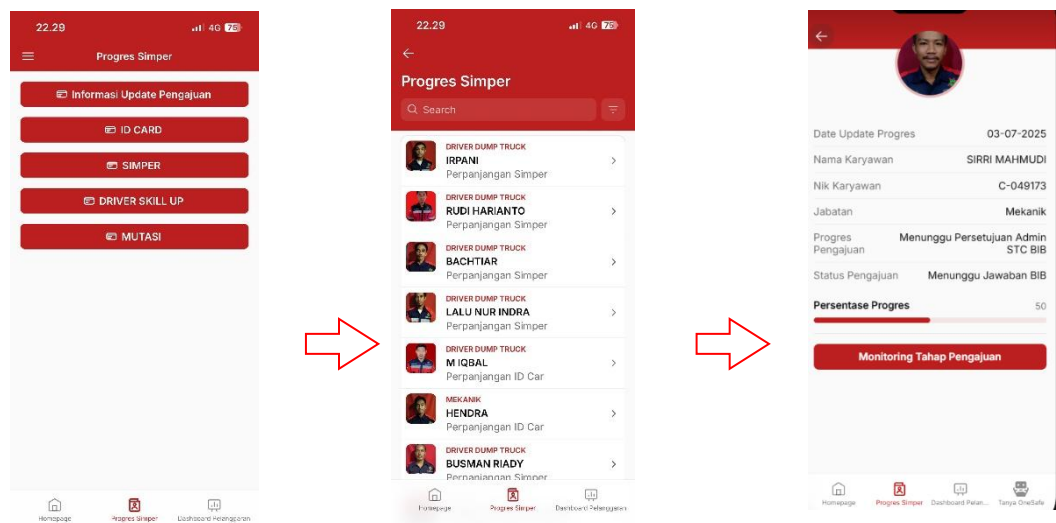 22.29
4G 75
Progres Simper
Informasi Update Pengajuan
ID CARD
SIMPER
DRIVER SKILL UP
MUTASI
Homepage
Progres Simper
Dashboard Pelanggaran
22.29
4G 75
Progres Simper
Search
DRIVER DUMP TRUCK
IRPANI
Perpanjangan Simper
DRIVER DUMP TRUCK
RUDI HARIANTO
Perpanjangan Simper
DRIVER DUMP TRUCK
BACHTIAR
Perpanjangan Simper
DRIVER DUMP TRUCK
LALU NUR INDRA
Perpanjangan Simper
DRIVER DUMP TRUCK
M IQBAL
Perpanjangan ID Car
MEKANIK
HENDRA
Perpanjangan ID Car
DRIVER DUMP TRUCK
BUSMAN RIADY
Perpanjangan Simper
Homepage
Progres Simper
Dashboard Pelanggaran
Date Update Progres 03-07-2025
Nama Karyawan SIRRI MAHMUDI
Nik Karyawan C-049173
Jabatan Mekanik
Progres Pengajuan Menunggu Persetujuan Admin STC BIB
Status Pengajuan Menunggu Jawaban BIB
Persentase Progres 50
Monitoring Tahap Pengajuan
Homepage
Progres Simper
Dashboard Pelan...
Tanya OneSafe